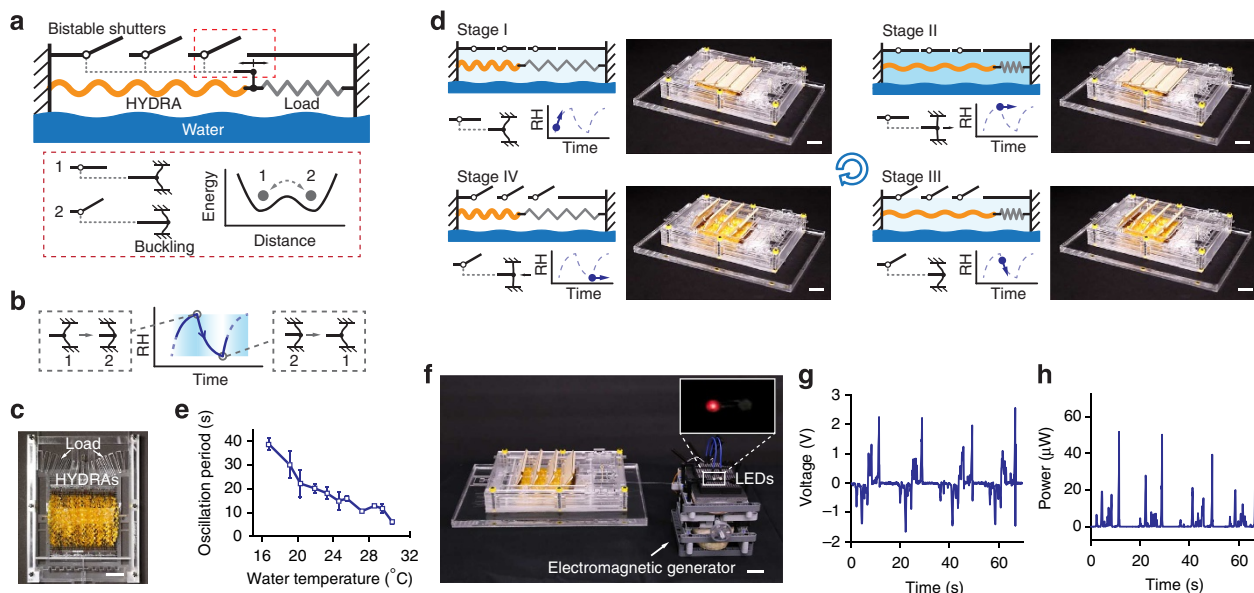 a
Bistable shutters
HYDRA
Load
Water
1
2
Buckling
Energy
1
2
Distance
b
1
2
RH
Time
2
1
c
Load
HYDRAs
d
Stage I
RH
Time
Stage II
RH
Time
Stage IV
RH
Time
Stage III
RH
Time
e
Oscillation period (s)
50
40
30
20
10
0
16
20
24
28
32
Water temperature (°C)
f
LEDs
Electromagnetic generator
g
Voltage (V)
3
2
1
0
−1
−2
0
20
40
60
Time (s)
h
Power (µW)
60
40
20
0
0
20
40
60
Time (s)